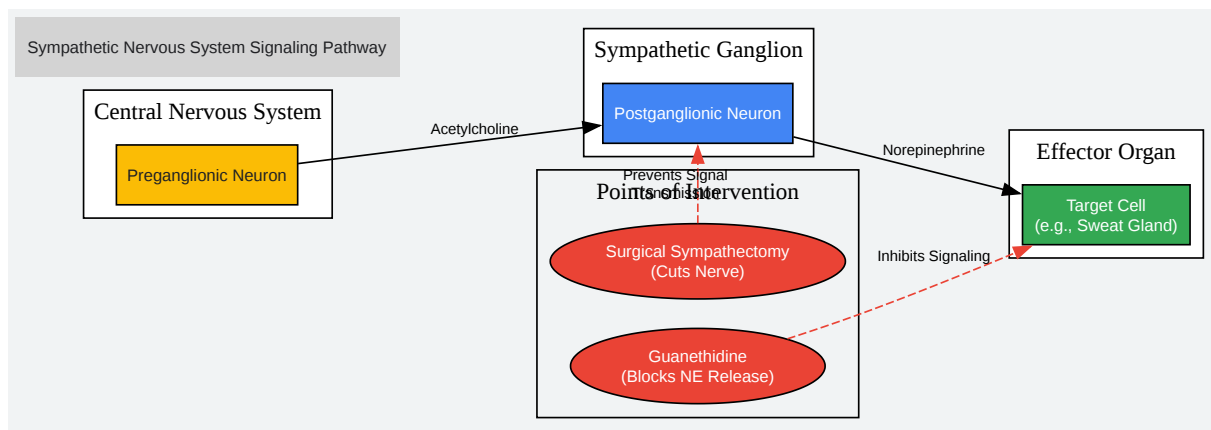 Sympathetic Nervous System Signaling Pathway
Central Nervous System
Preganglionic Neuron
Acetylcholine
Sympathetic Ganglion
Postganglionic Neuron
Norepinephrine
Effector Organ
Target Cell
(e.g., Sweat Gland)
Prevents Signal
Transmission
Points of Intervention
Surgical Sympathectomy
(Cuts Nerve)
Inhibits Signaling
Guanethidine
(Blocks NE Release)